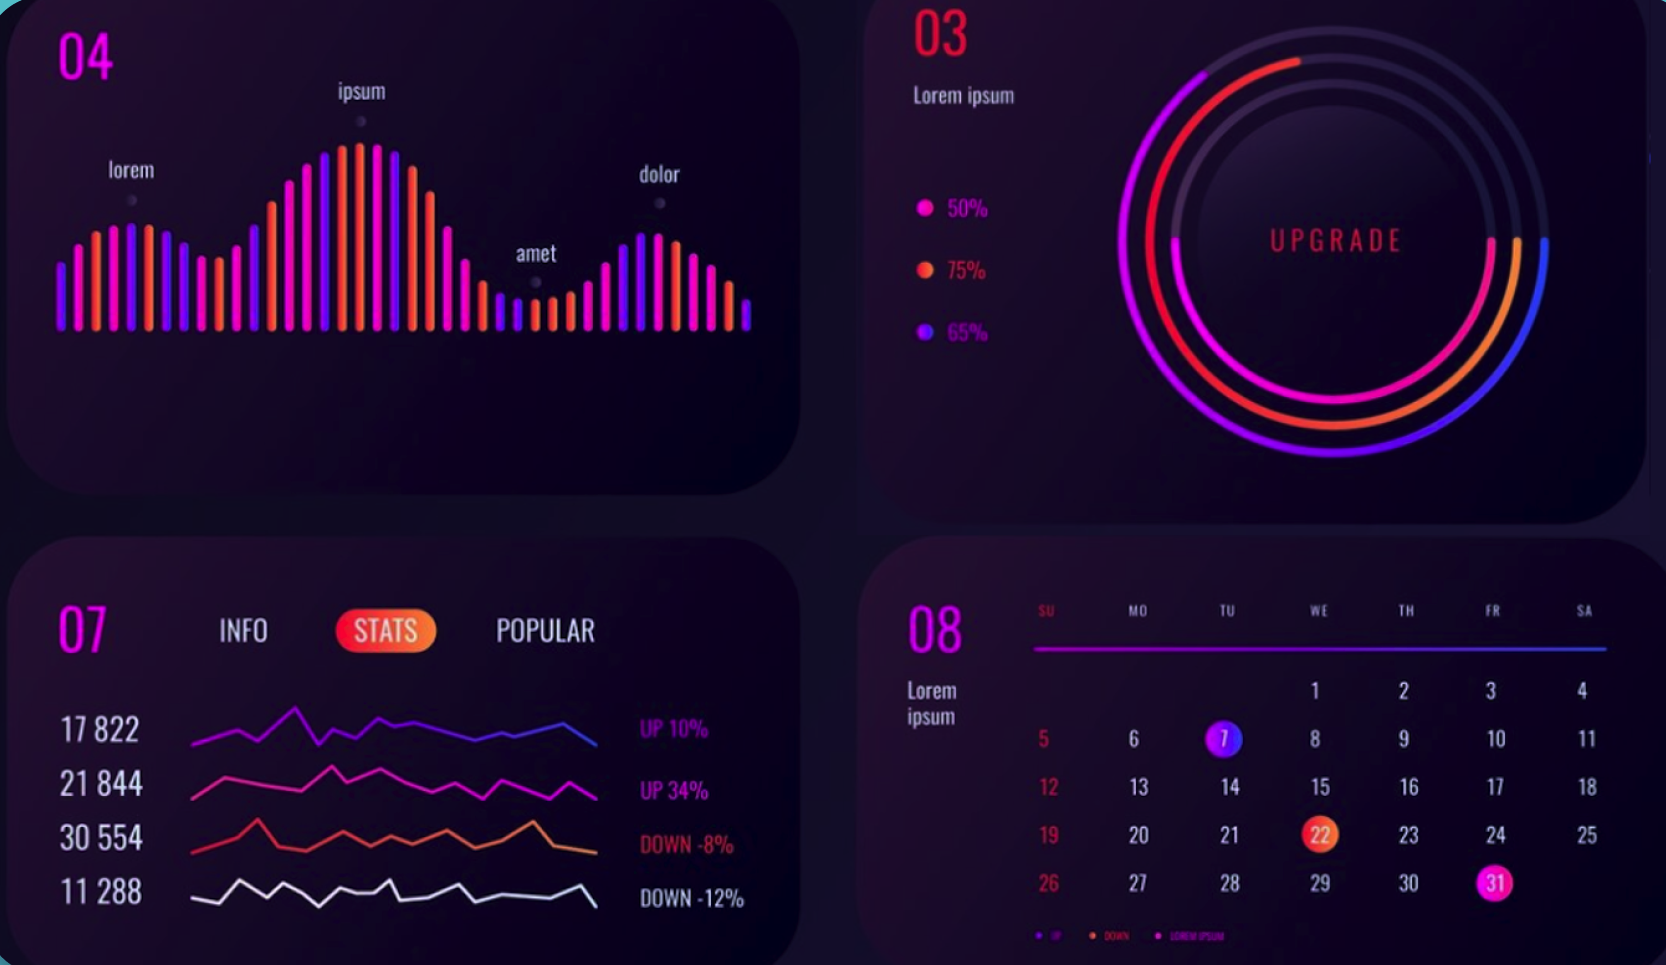 04
ipsum
lorem
dolor
amet
03
Lorem ipsum
50%
75%
65%
UPGRADE
07
INFO STATS POPULAR
17 822 UP 10%
21 844 UP 34%
30 554 DOWN -8%
11 288 DOWN -12%
08
Lorem
ipsum
SU MO TU WE TH FR SA
1 2 3 4
5 6 7 8 9 10 11
12 13 14 15 16 17 18
19 20 21 22 23 24 25
26 27 28 29 30 31
UP DOWN LOREM IPSUM